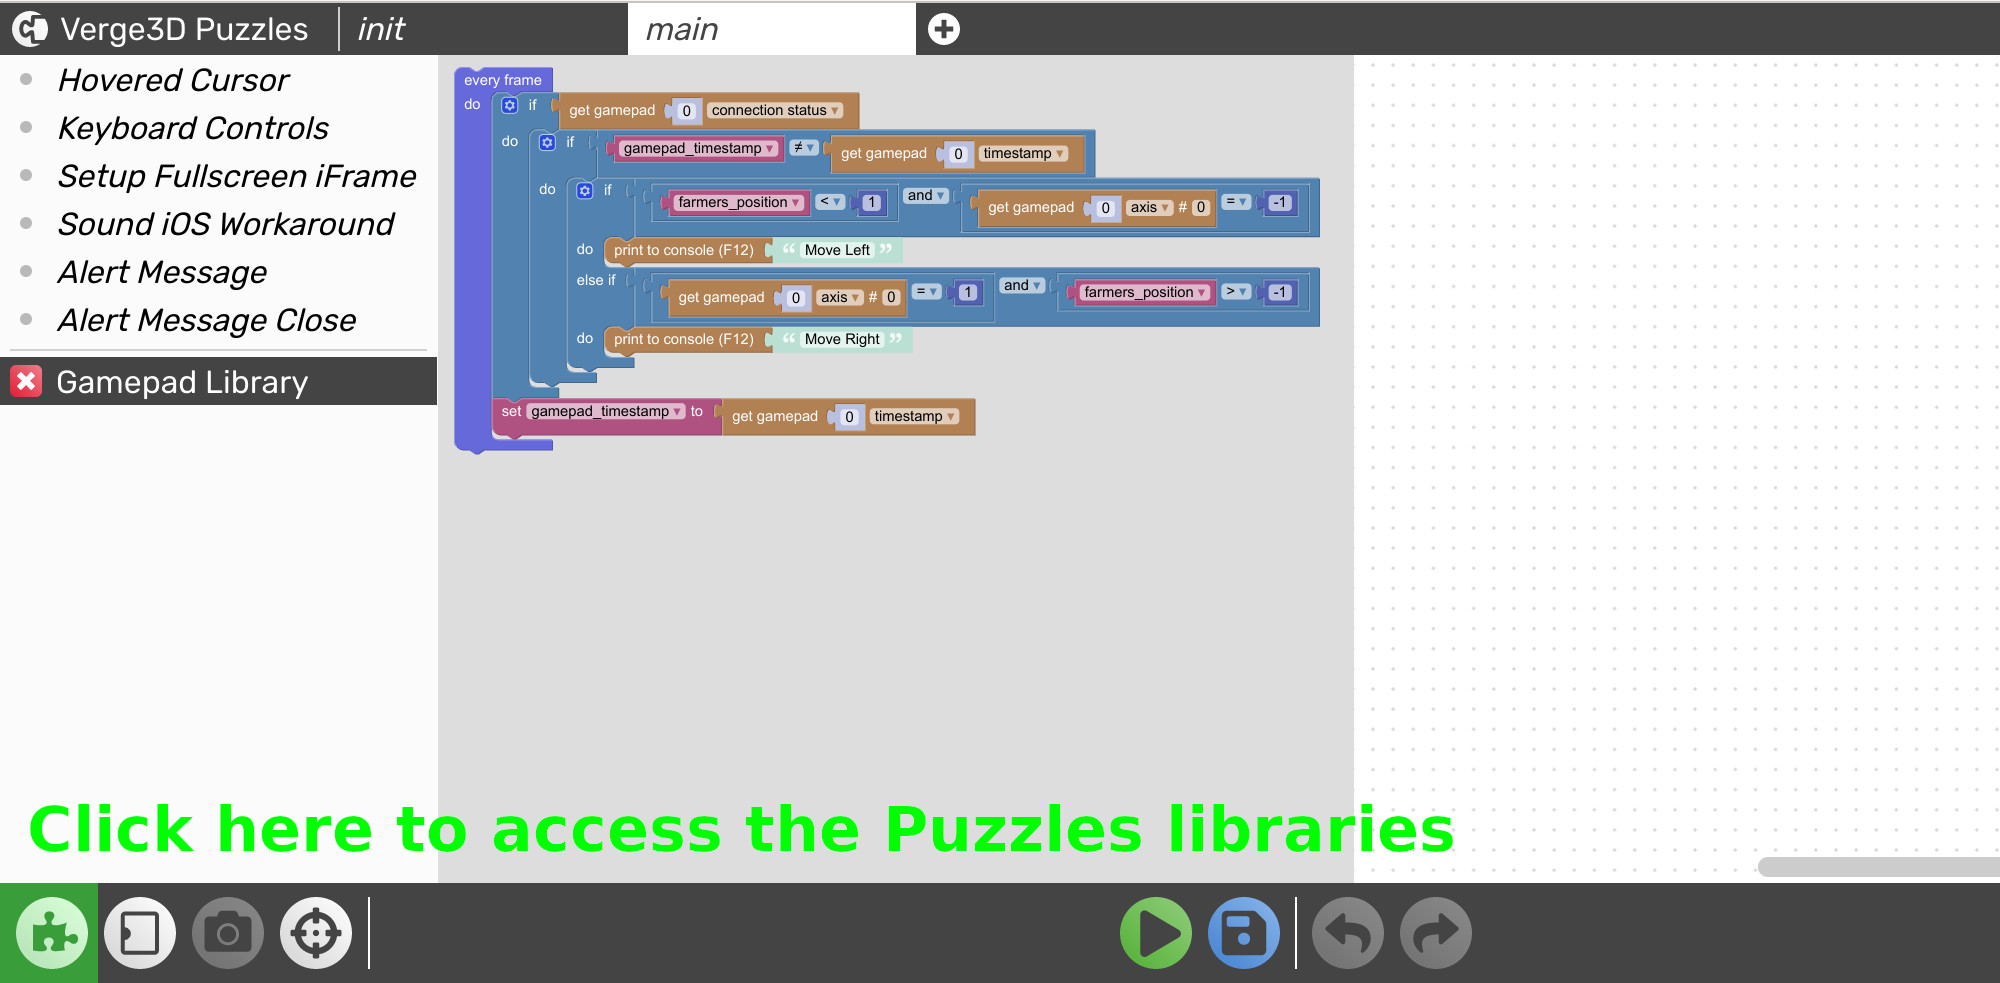 Verge3D Puzzles init main
Hovered Cursor
Keyboard Controls
Setup Fullscreen iFrame
Sound iOS Workaround
Alert Message
Alert Message Close
Gamepad Library
every frame
do if get gamepad 0 connection status
do if gamepad_timestamp ≠ get gamepad 0 timestamp
do if farmers_position < 1 and get gamepad 0 axis # 0 = -1
do print to console (F12) “ Move Left ”
else if get gamepad 0 axis # 0 = 1 and farmers_position > -1
do print to console (F12) “ Move Right ”
set gamepad_timestamp to get gamepad 0 timestamp
Click here to access the Puzzles libraries